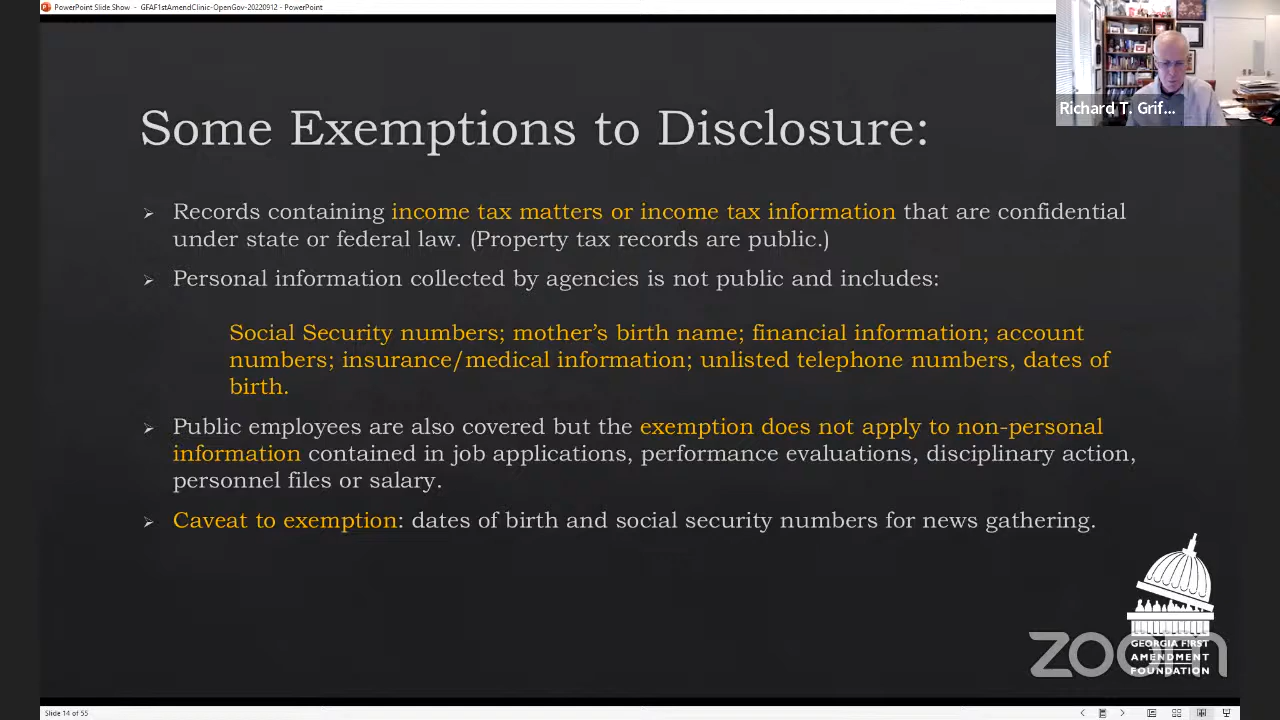 PowerPoint Slide Show - GFAF1stAmendClinic-OpenGov-20220912 - PowerPoint
Richard T. Grif...
Some Exemptions to Disclosure:
Records containing income tax matters or income tax information that are confidential
under state or federal law. (Property tax records are public.)
Personal information collected by agencies is not public and includes:
Social Security numbers; mother’s birth name; financial information; account
numbers; insurance/medical information; unlisted telephone numbers, dates of
birth.
Public employees are also covered but the exemption does not apply to non-personal
information contained in job applications, performance evaluations, disciplinary action,
personnel files or salary.
Caveat to exemption: dates of birth and social security numbers for news gathering.
zoom
GEORGIA FIRST
AMENDMENT
FOUNDATION
Slide 14 of 55